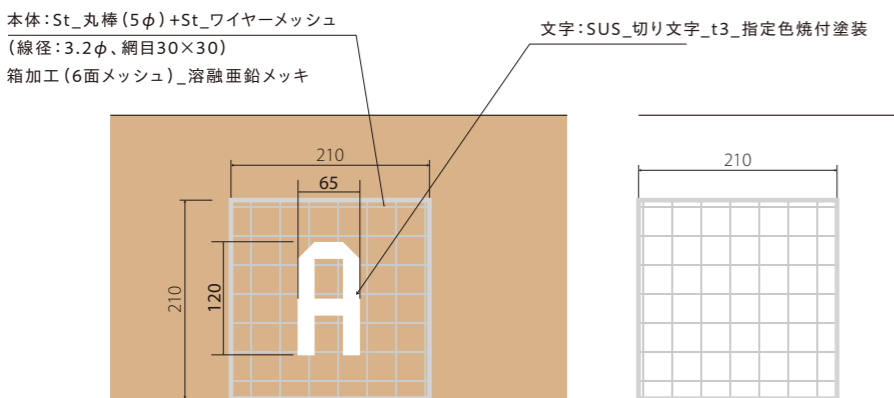 本体：St_丸棒（5φ）+St_ワイヤーメッシュ
（線径：3.2φ、網目30×30）
箱加工（6面メッシュ）_溶融亜鉛メッキ
文字：SUS_切り文字_t3_指定色焼付塗装
210
65
210
120
A
210